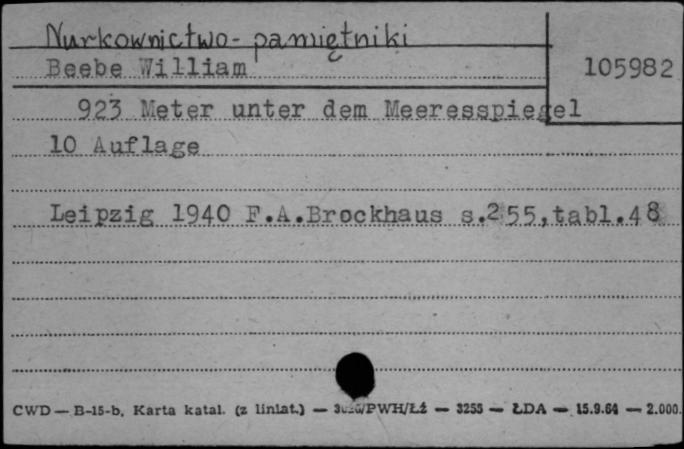 Nurkownictwo - pamiętniki
Beebe William
105982
923 Meter unter dem Meeresspiegel
10 Auflage
Leipzig 1940 F.A.Brockhaus s.255,tabl.48
CWD — B-15-b, Karta katal. (z liniat.) — /PWH/Łź — 3255 — ŁDA — 15.9.64 — 2.000.